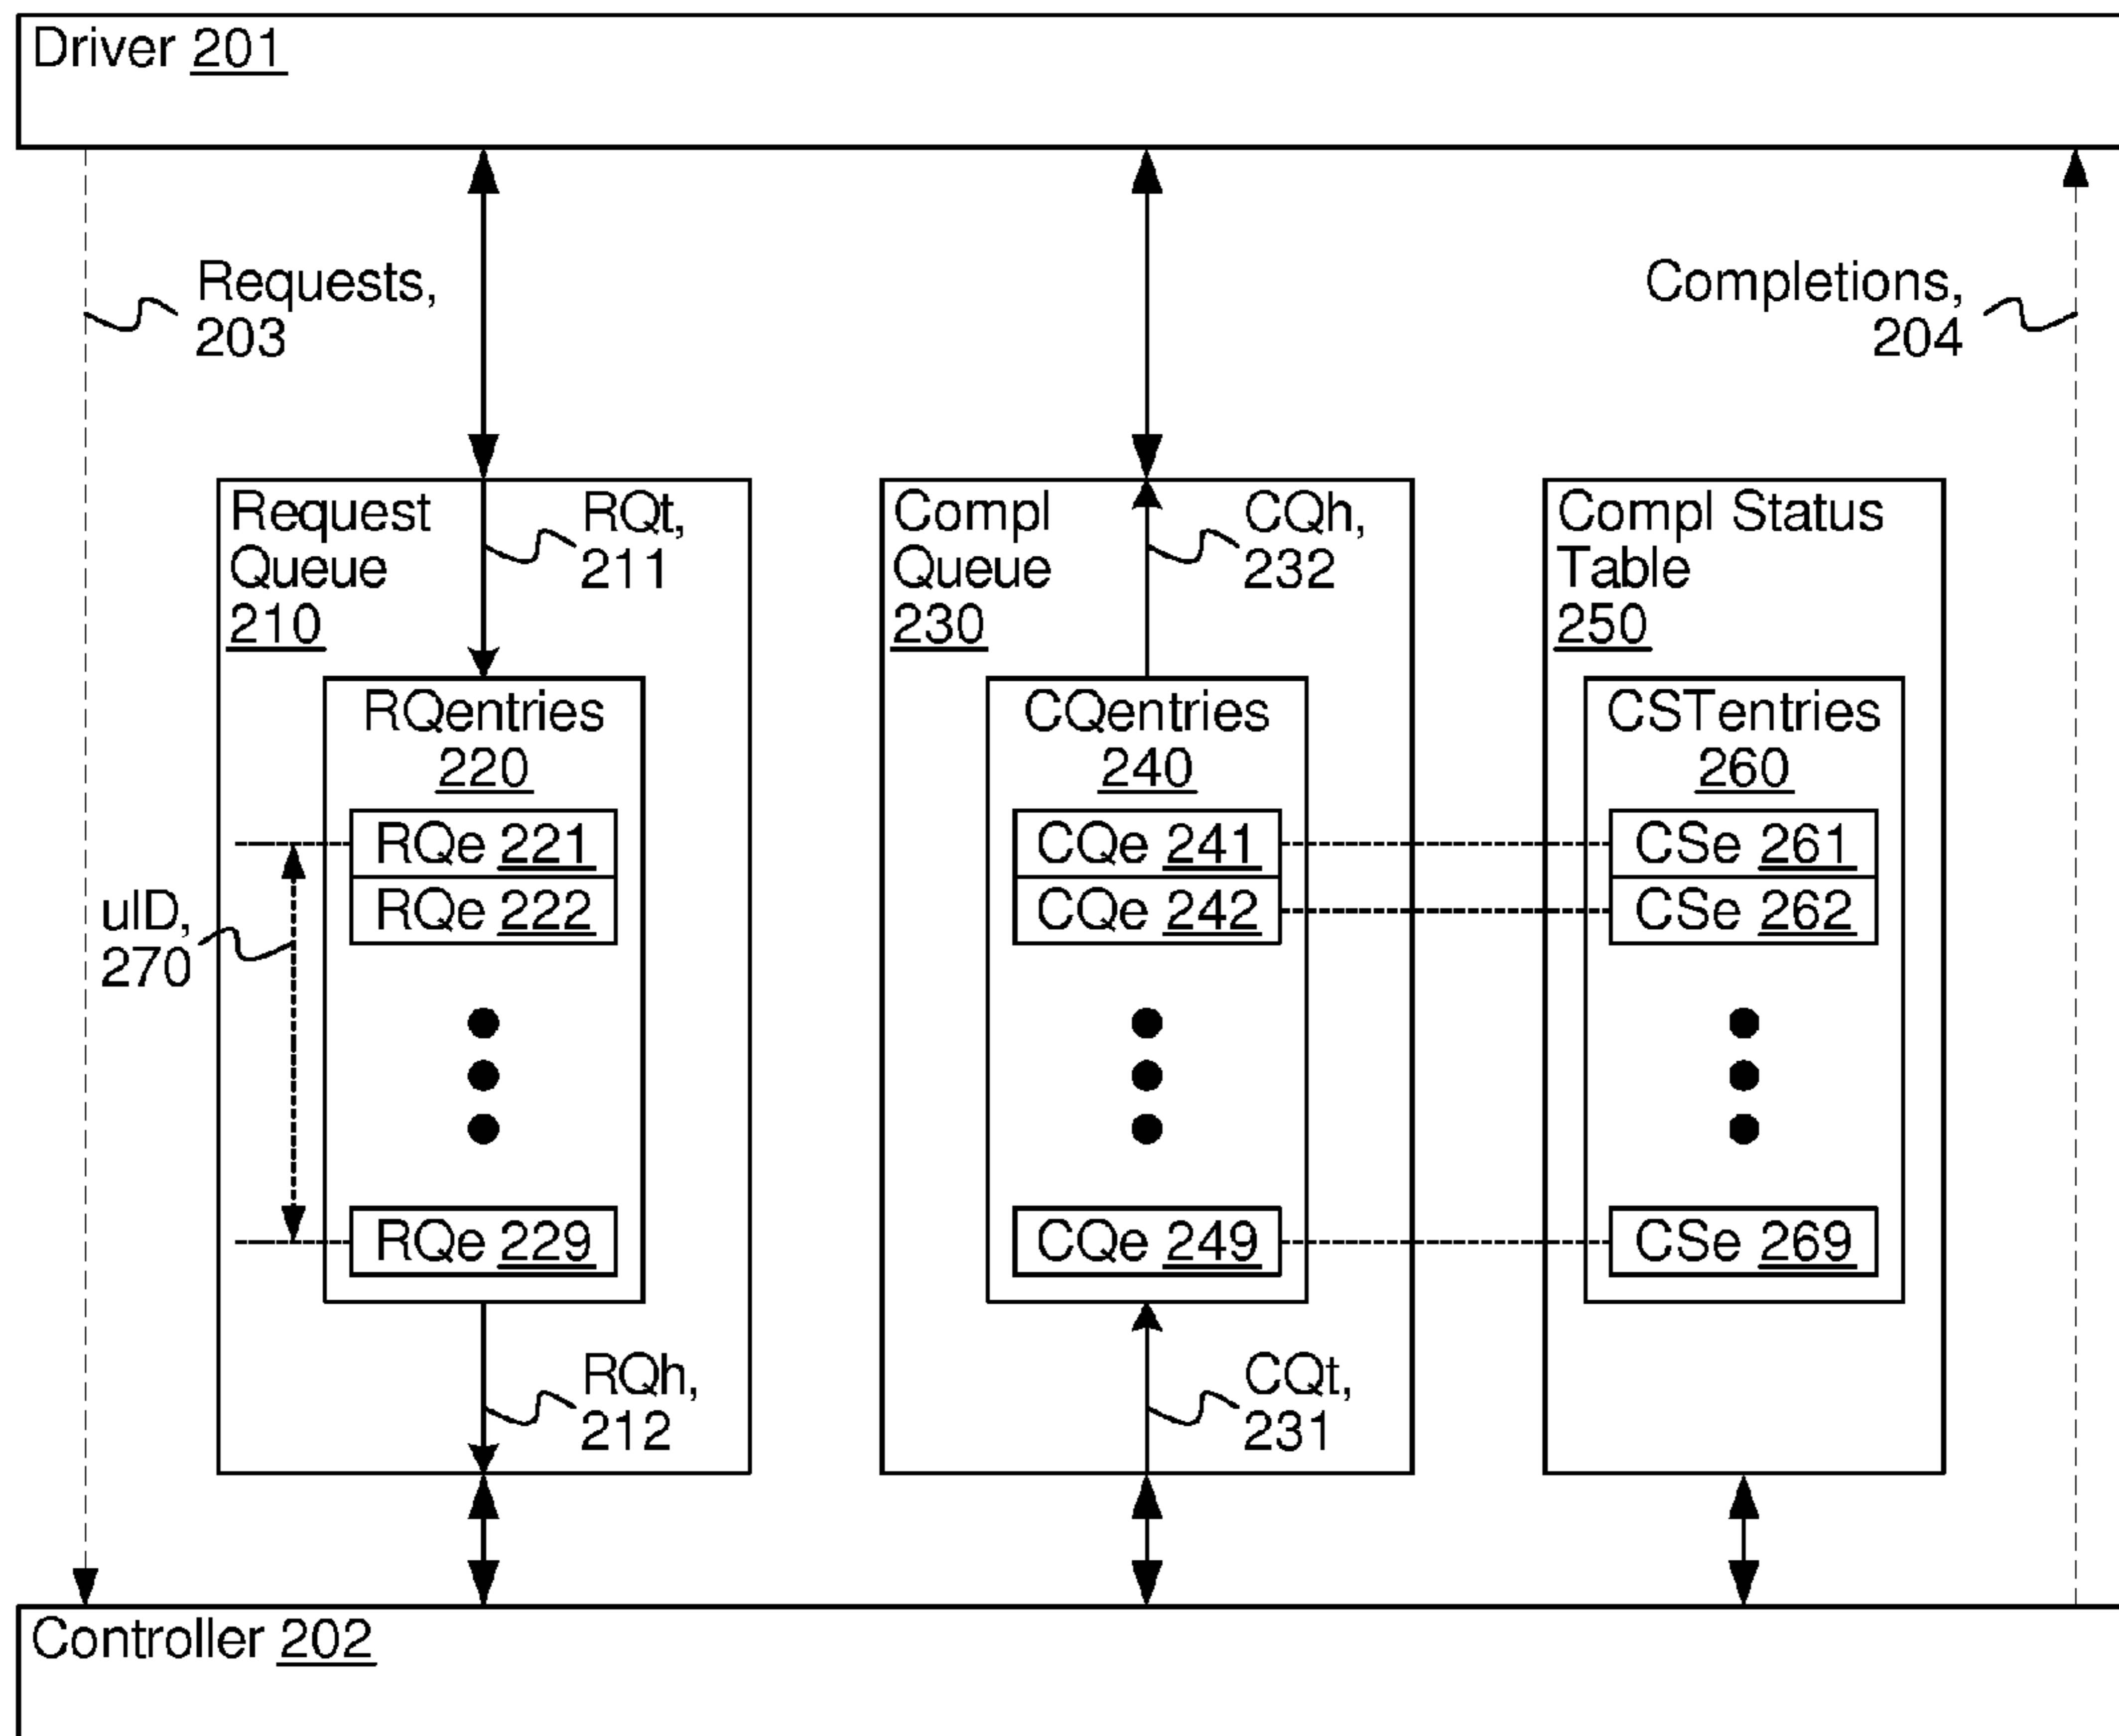 Driver 201
Requests,
203
Completions,
204
Request
Queue
210
RQt,
211
Compl
Queue
230
CQh,
232
Compl Status
Table
250
RQentries
220
CQentries
240
CSTentries
260
RQe 221
RQe 222
RQe 229
uID,
270
CQe 241
CQe 242
CQe 249
CSe 261
CSe 262
CSe 269
RQh,
212
CQt,
231
Controller 202